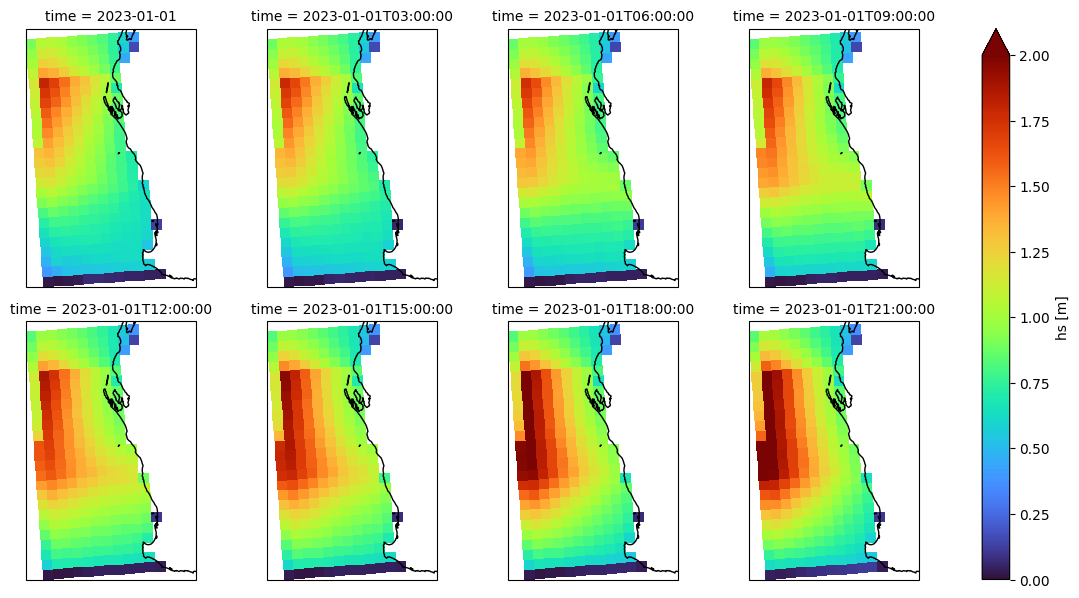 time = 2023-01-01
time = 2023-01-01T03:00:00
time = 2023-01-01T06:00:00
time = 2023-01-01T09:00:00
time = 2023-01-01T12:00:00
time = 2023-01-01T15:00:00
time = 2023-01-01T18:00:00
time = 2023-01-01T21:00:00
2.00
1.75
1.50
1.25
1.00
0.75
0.50
0.25
0.00
hs [m]